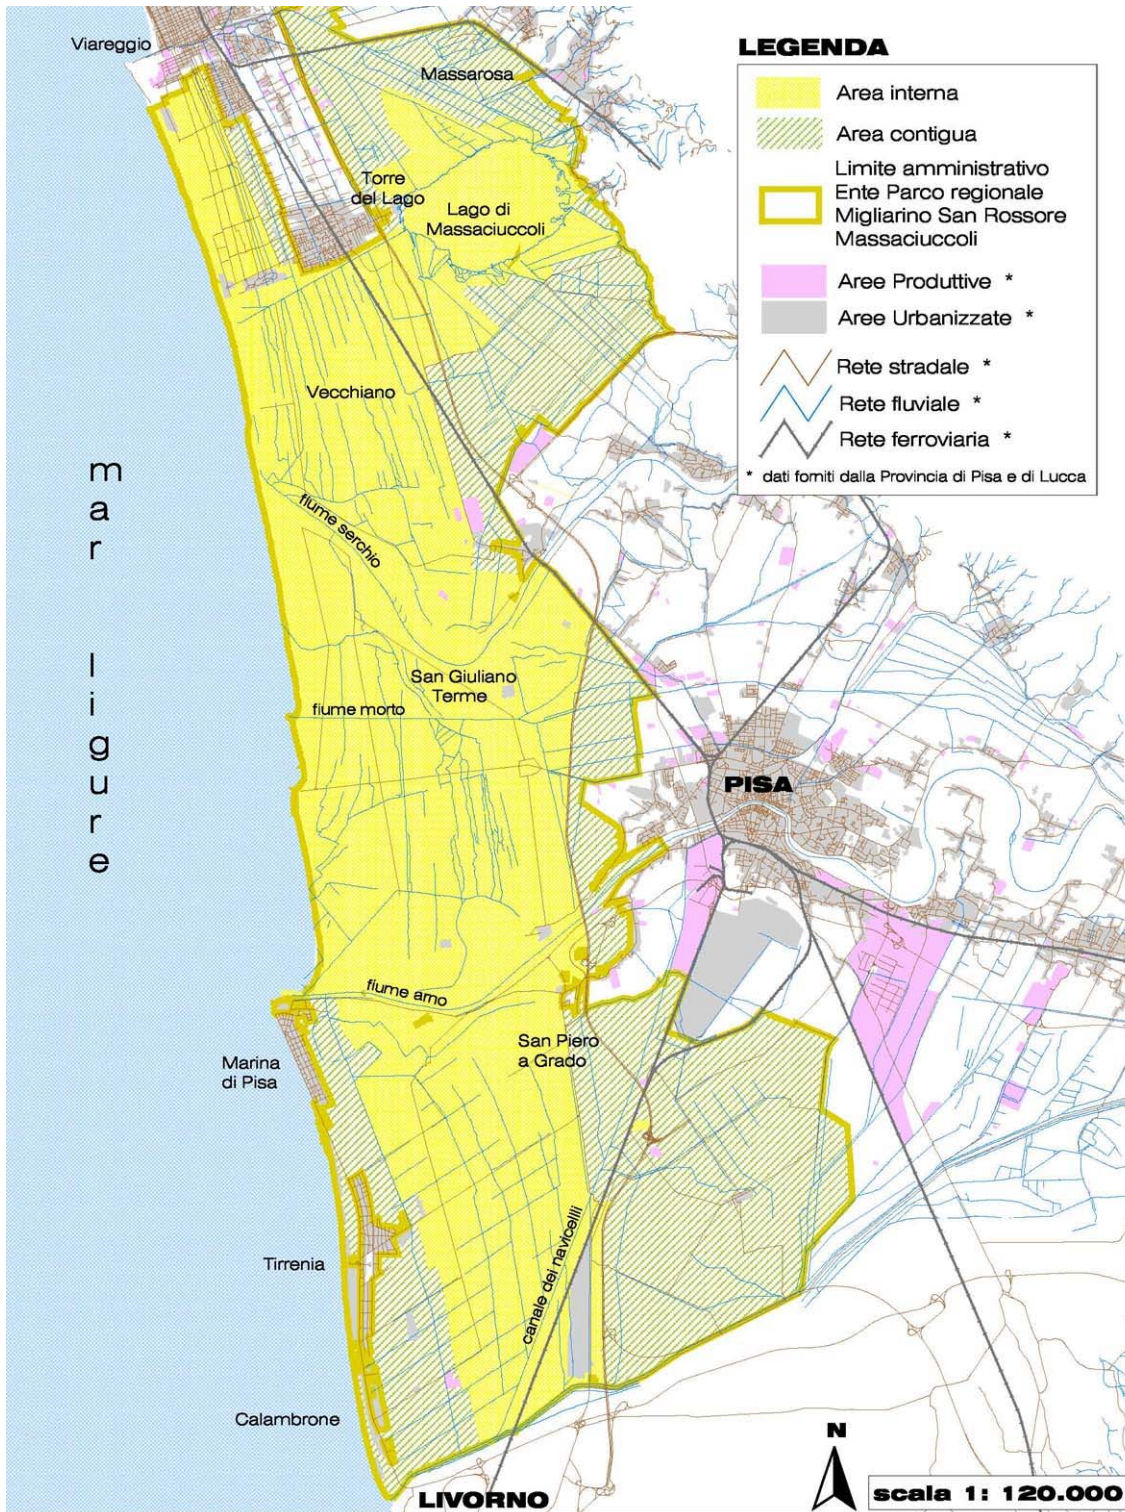 Viareggio
Massarosa
Torre
del Lago
Lago di
Massaciuccoli
Vecchiano
fiume serchio
San Giuliano
Terme
fiume morto
PISA
fiume arno
San Piero
a Grado
Marina
di Pisa
Tirrenia
canale dei navicelli
Calambrone
LIVORNO
mar ligure
LEGENDA
Area interna
Area contigua
Limite amministrativo
Ente Parco regionale
Migliarino San Rossore
Massaciuccoli
Aree Produttive *
Aree Urbanizzate *
Rete stradale *
Rete fluviale *
Rete ferroviaria *
* dati forniti dalla Provincia di Pisa e di Lucca
N
scala 1: 120.000